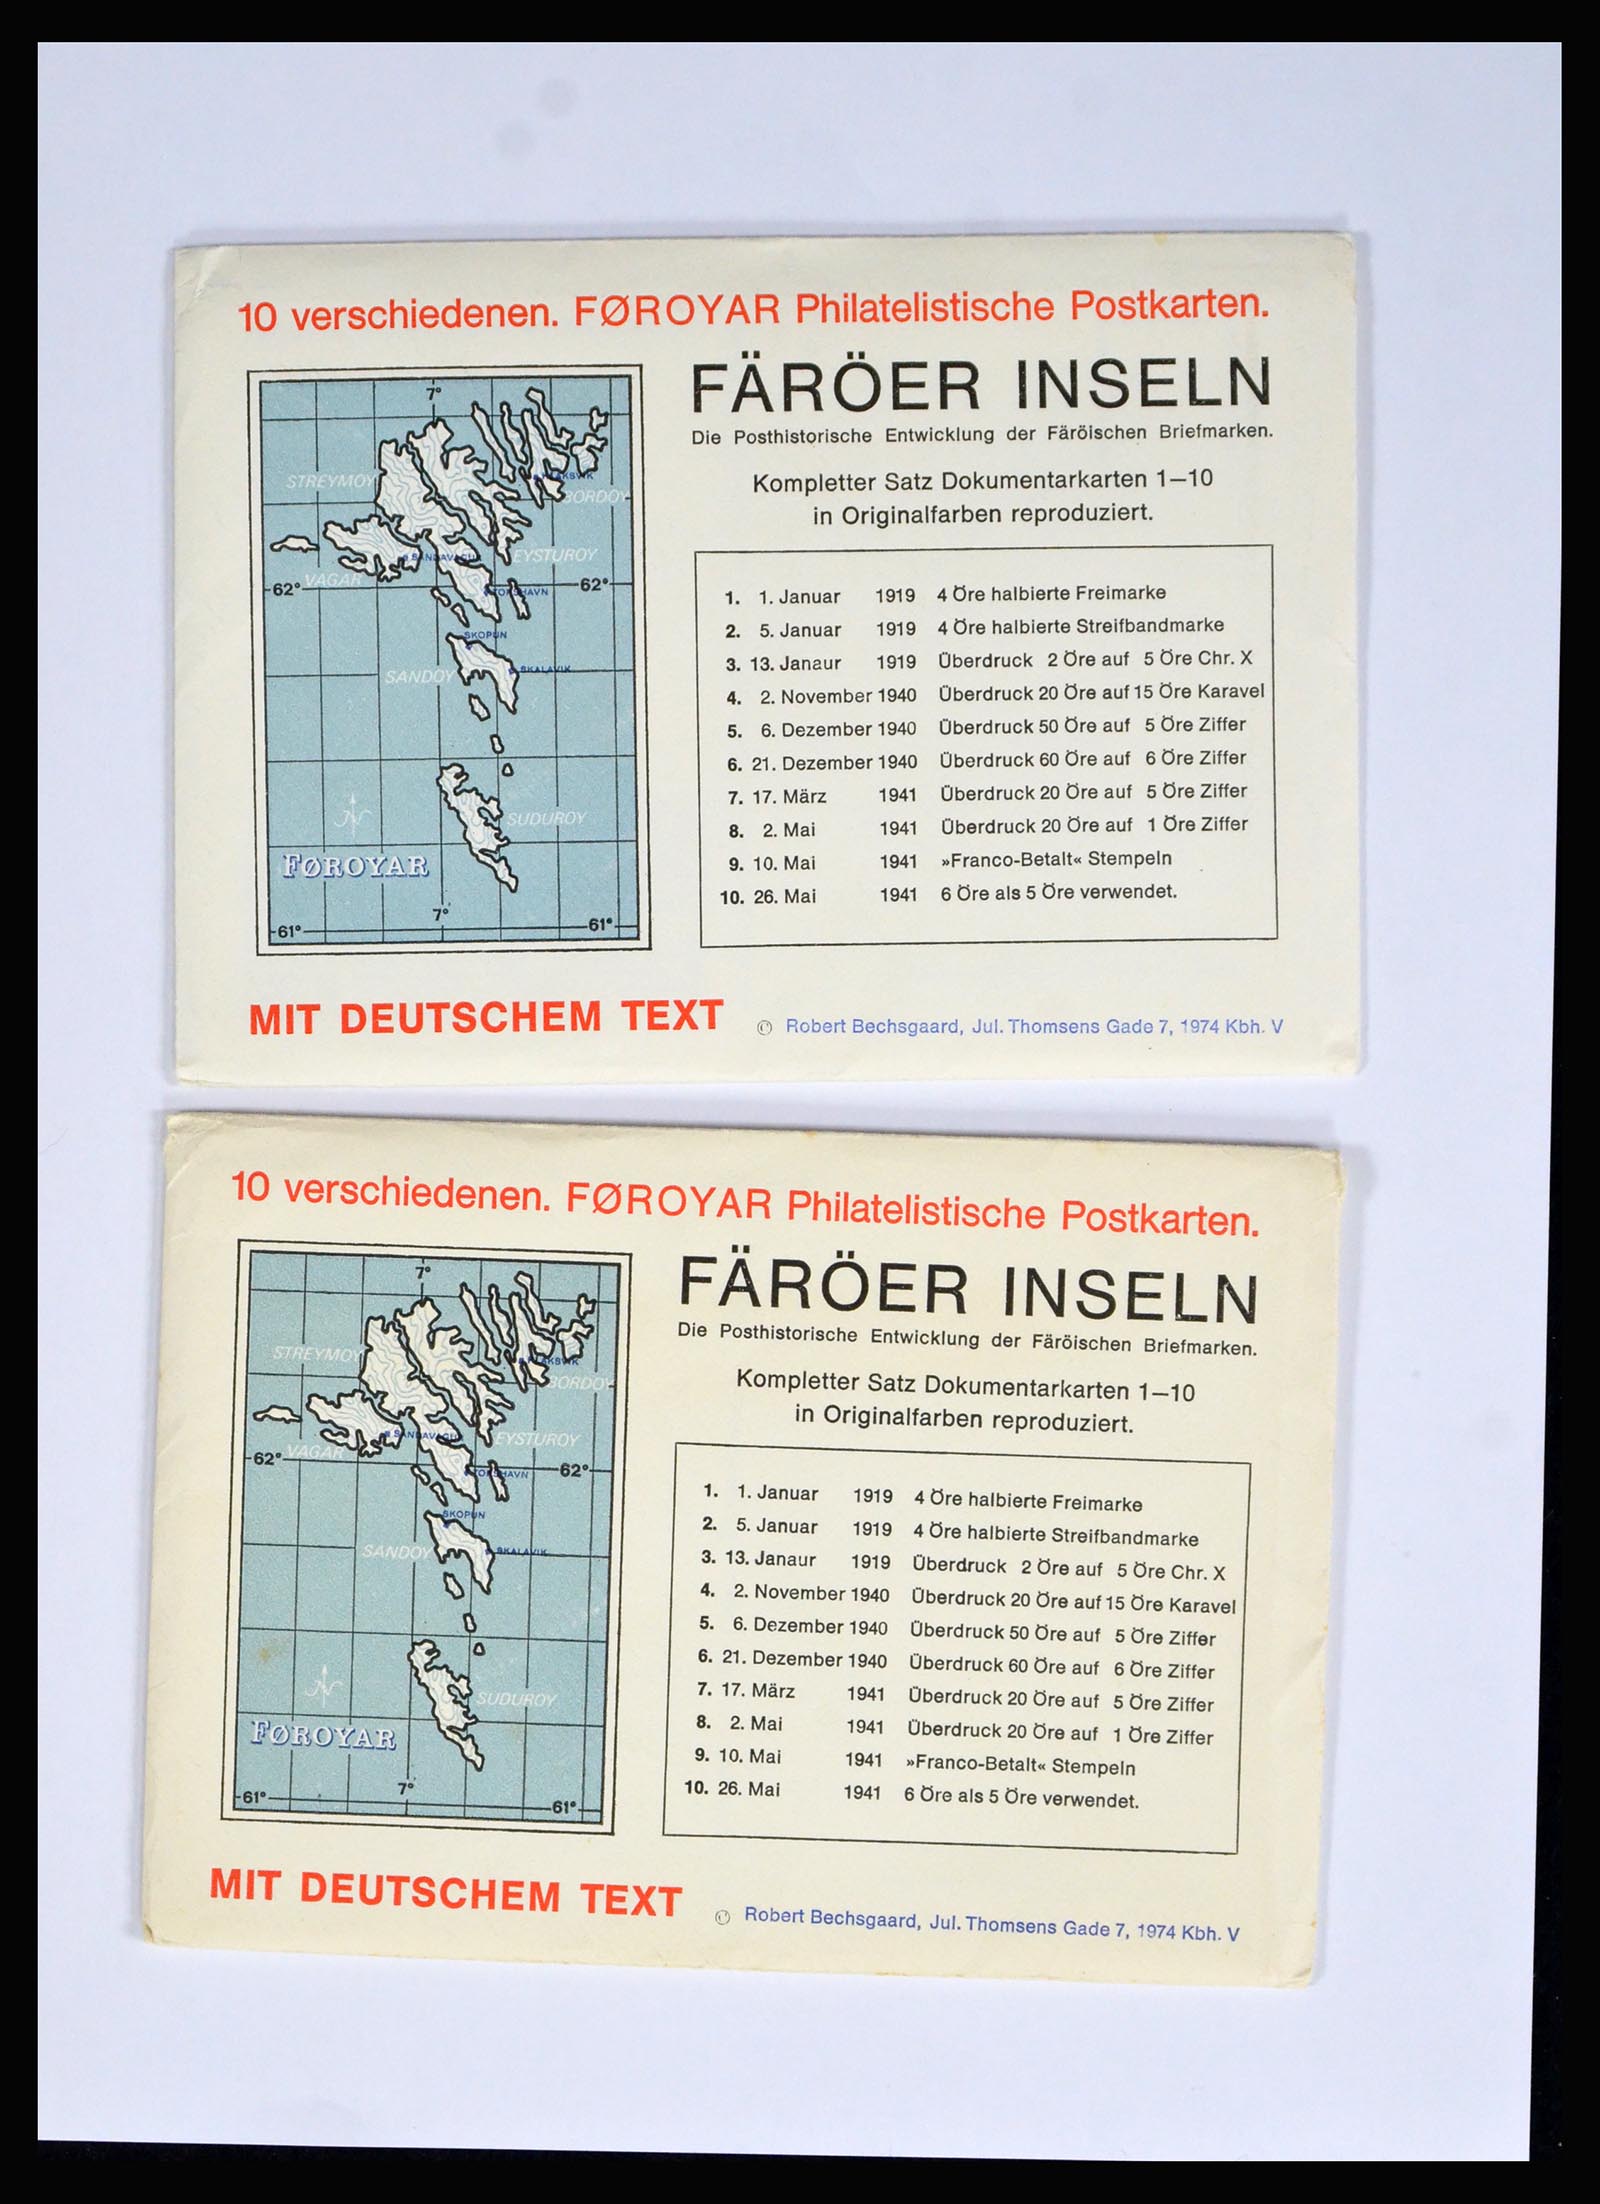 10 verschiedenen. FØROYAR Philatelistische Postkarten.
FÄRÖER INSELN
Die Posthistorische Entwicklung der Färöischen Briefmarken.
Kompletter Satz Dokumentarkarten 1—10
in Originalfarben reproduziert.
7°
STREYMOY
KLAKSVIK
BORDOY
SANDAVAGUR
EYSTUROY
VAGAR
62°
62°
TORSHAVN
SKOPUN
SANDOY
SKALAVIK
SUDUROY
N
FØROYAR
7°
61°
61°
1. 1. Januar 1919 4 Öre halbierte Freimarke
2. 5. Januar 1919 4 Öre halbierte Streifbandmarke
3. 13. Janaur 1919 Überdruck 2 Öre auf 5 Öre Chr. X
4. 2. November 1940 Überdruck 20 Öre auf 15 Öre Karavel
5. 6. Dezember 1940 Überdruck 50 Öre auf 5 Öre Ziffer
6. 21. Dezember 1940 Überdruck 60 Öre auf 6 Öre Ziffer
7. 17. März 1941 Überdruck 20 Öre auf 5 Öre Ziffer
8. 2. Mai 1941 Überdruck 20 Öre auf 1 Öre Ziffer
9. 10. Mai 1941 »Franco-Betalt« Stempeln
10. 26. Mai 1941 6 Öre als 5 Öre verwendet.
MIT DEUTSCHEM TEXT
© Robert Bechsgaard, Jul. Thomsens Gade 7, 1974 Kbh. V
10 verschiedenen. FØROYAR Philatelistische Postkarten.
FÄRÖER INSELN
Die Posthistorische Entwicklung der Färöischen Briefmarken.
Kompletter Satz Dokumentarkarten 1—10
in Originalfarben reproduziert.
7°
STREYMOY
KLAKSVIK
BORDOY
SANDAVAGUR
EYSTUROY
VAGAR
62°
62°
TORSHAVN
SKOPUN
SANDOY
SKALAVIK
SUDUROY
N
FØROYAR
7°
61°
61°
1. 1. Januar 1919 4 Öre halbierte Freimarke
2. 5. Januar 1919 4 Öre halbierte Streifbandmarke
3. 13. Janaur 1919 Überdruck 2 Öre auf 5 Öre Chr. X
4. 2. November 1940 Überdruck 20 Öre auf 15 Öre Karavel
5. 6. Dezember 1940 Überdruck 50 Öre auf 5 Öre Ziffer
6. 21. Dezember 1940 Überdruck 60 Öre auf 6 Öre Ziffer
7. 17. März 1941 Überdruck 20 Öre auf 5 Öre Ziffer
8. 2. Mai 1941 Überdruck 20 Öre auf 1 Öre Ziffer
9. 10. Mai 1941 »Franco-Betalt« Stempeln
10. 26. Mai 1941 6 Öre als 5 Öre verwendet.
MIT DEUTSCHEM TEXT
© Robert Bechsgaard, Jul. Thomsens Gade 7, 1974 Kbh. V